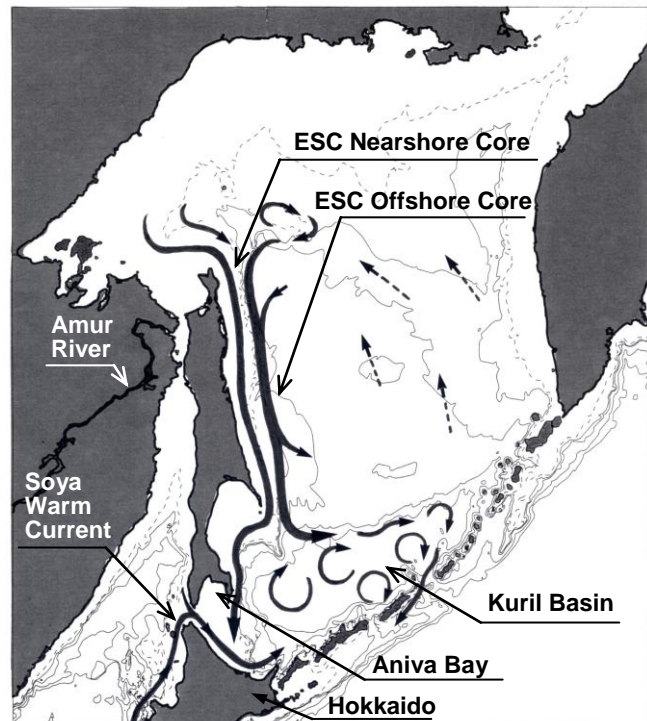 ESC Nearshore Core
ESC Offshore Core
Amur
River
Soya
Warm
Current
Kuril Basin
Aniva Bay
Hokkaido